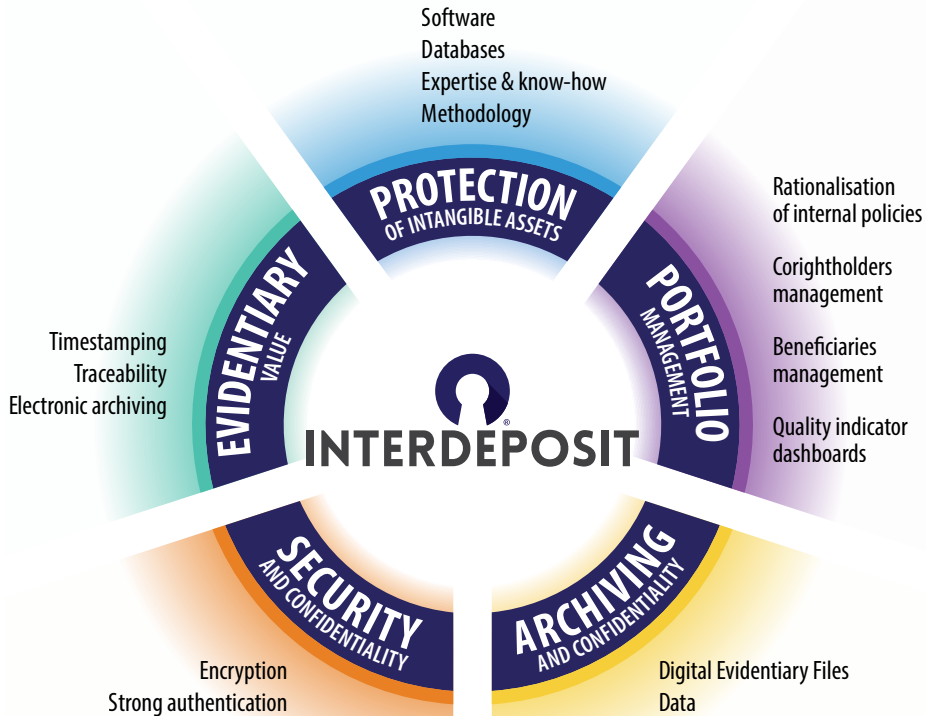 Software
Databases
Expertise & know-how
Methodology
PROTECTION
OF INTANGIBLE ASSETS
Rationalisation
of internal policies
Corightholders
management
Beneficiaries
management
Quality indicator
dashboards
PORTFOLIO
MANAGEMENT
EVIDENTIARY
VALUE
Timestamping
Traceability
Electronic archiving
®
INTERDEPOSIT
SECURITY
AND CONFIDENTIALITY
Encryption
Strong authentication
ARCHIVING
AND CONFIDENTIALITY
Digital Evidentiary Files
Data